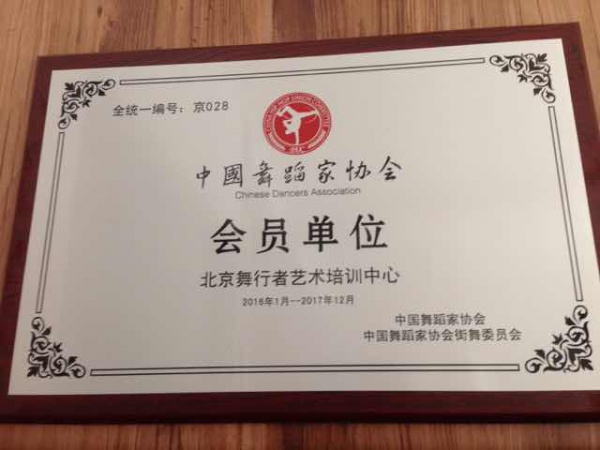 全统一编号：京028
中國舞蹈家协会
Chinese Dancers Association
会员单位
北京舞行者艺术培训中心
2016年1月--2017年12月
中国舞蹈家协会
中国舞蹈家协会街舞委员会